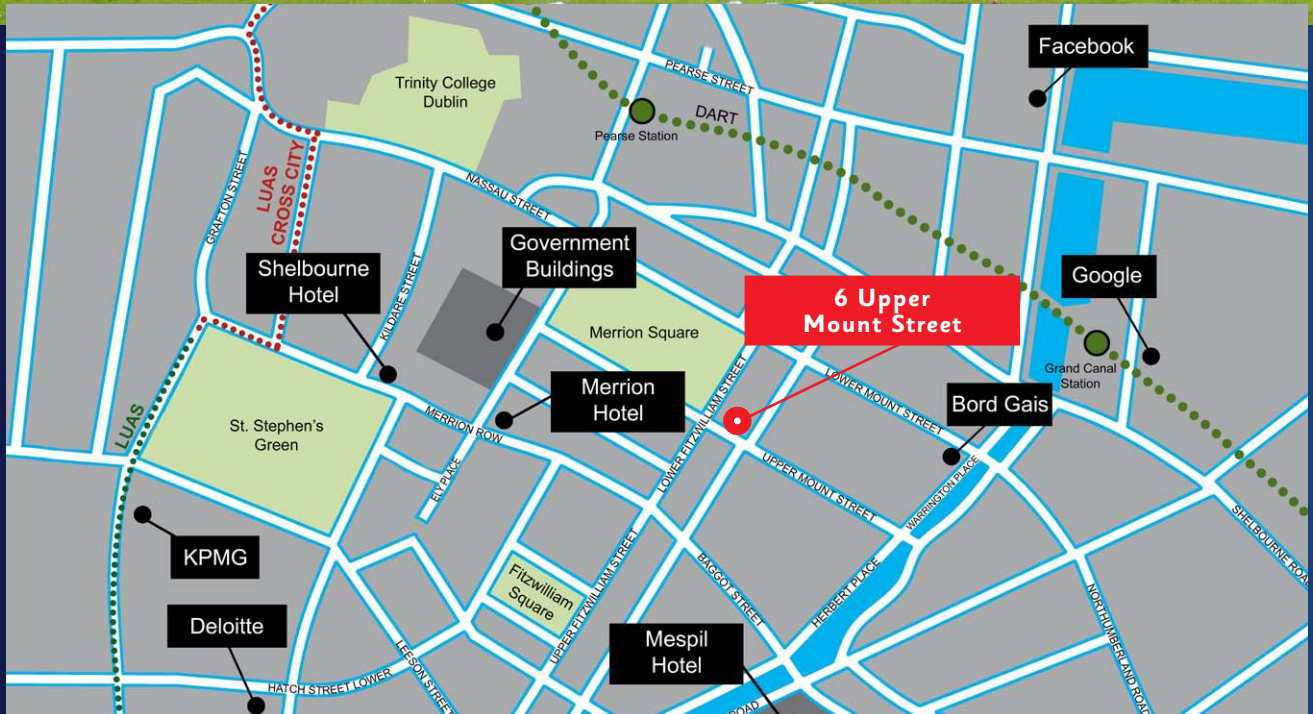 Facebook
Trinity College
Dublin
PEARSE STREET
DART
Pearse Station
GRAFTON STREET
LUAS
CROSS CITY
NASSAU STREET
KILDARE STREET
Shelbourne
Hotel
Government
Buildings
Google
6 Upper
Mount Street
Merrion Square
Grand Canal
Station
LOWER MOUNT STREET
Merrion
Hotel
Bord Gais
LUAS
St. Stephen's
Green
MERRION ROW
LOWER FITZWILLIAM STREET
ELY PLACE
UPPER MOUNT STREET
WARRINGTON PLACE
SHELBOURNE ROAD
KPMG
Fitzwilliam
Square
UPPER FITZWILLIAM STREET
BAGGOT STREET
HERBERT PLACE
NORTHUMBERLAND ROAD
Deloitte
Mespil
Hotel
LEESON STREET
HATCH STREET LOWER
ROAD